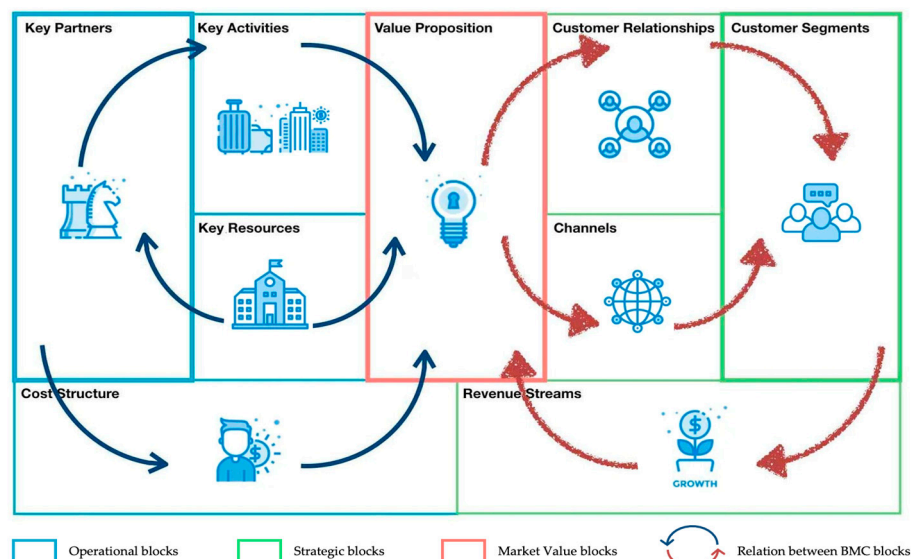 Key Partners
Key Activities
Value Proposition
Customer Relationships
Customer Segments
$
Key Resources
Channels
Cost Structure
$
Revenue Streams
$
GROWTH
Operational blocks
Strategic blocks
Market Value blocks
Relation between BMC blocks